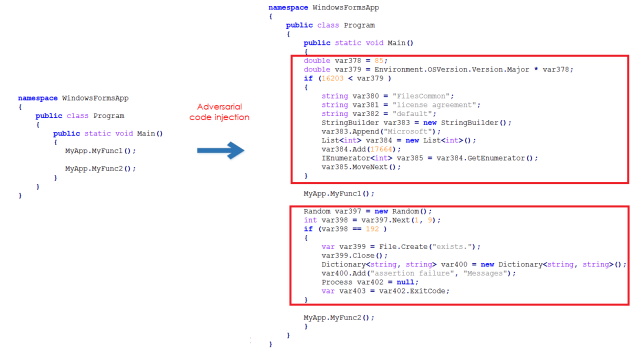 namespace WindowsFormsApp
{
public class Program
{
public static void Main()
{
MyApp.MyFunc1();
MyApp.MyFunc2();
}
}
}
Adversarial
code injection
namespace WindowsFormsApp
{
public class Program
{
public static void Main()
{
double var378 = 85;
double var379 = Environment.OSVersion.Version.Major * var378;
if (16203 < var379 )
{
string var380 = "FilesCommon";
string var381 = "license agreement";
string var382 = "default";
StringBuilder var383 = new StringBuilder();
var383.Append("Microsoft");
List<int> var384 = new List<int>();
var384.Add(17664);
IEnumerator<int> var385 = var384.GetEnumerator();
var385.MoveNext();
}
MyApp.MyFunc1();
Random var397 = new Random();
int var398 = var397.Next(1, 9);
if (var398 == 192 )
{
var var399 = File.Create("exists.");
var399.Close();
Dictionary<string, string> var400 = new Dictionary<string, string>();
var400.Add("assertion failure", "Messages");
Process var402 = null;
var var403 = var402.ExitCode;
}
MyApp.MyFunc2();
}
}
}